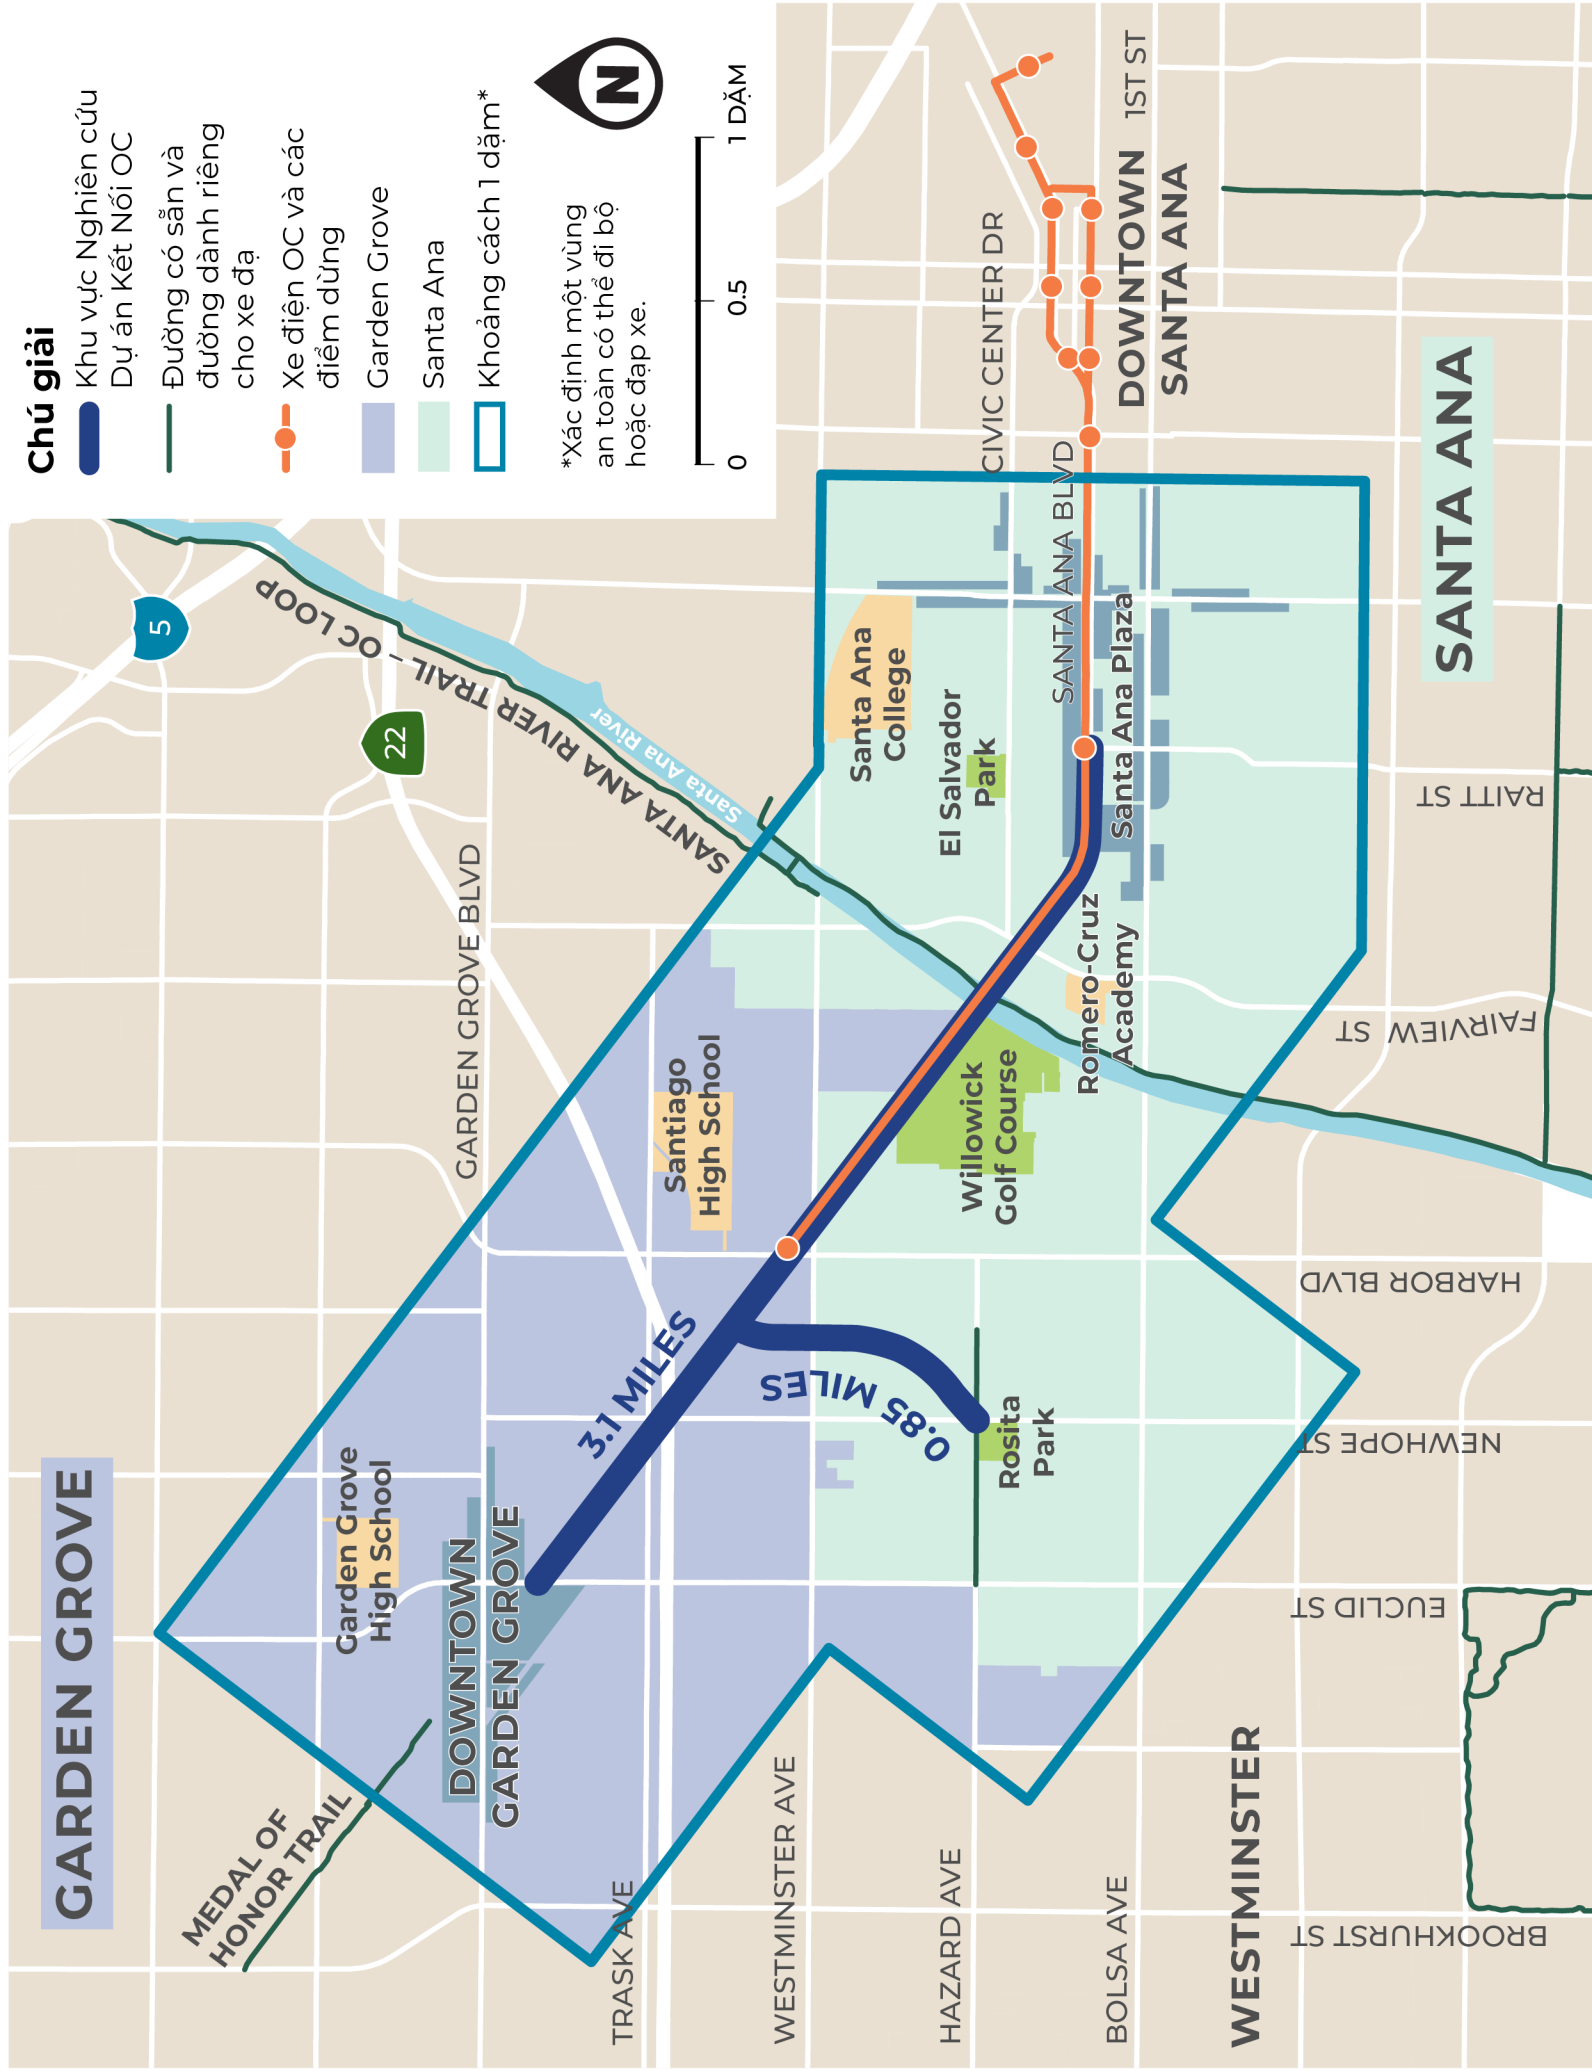 Chú giải
Khu vực Nghiên cứu
Dự án Kết Nối OC
Đường có sẵn và
đường dành riêng
cho xe đạ
Xe điện OC và các
điểm dừng
Garden Grove
Santa Ana
Khoảng cách 1 dặm*
*Xác định một vùng
an toàn có thể đi bộ
hoặc đạp xe.
0
0.5
1 DẶM
N
GARDEN GROVE
MEDAL OF
HONOR TRAIL
Garden Grove
High School
DOWNTOWN
GARDEN GROVE
GARDEN GROVE BLVD
5
22
SANTA ANA RIVER TRAIL – OC LOOP
Santa Ana River
3.1 MILES
0.85 MILES
Santiago
High School
TRASK AVE
WESTMINSTER AVE
HAZARD AVE
BOLSA AVE
WESTMINSTER
Rosita
Park
Willowick
Golf Course
Romero-Cruz
Academy
Santa Ana
College
El Salvador
Park
SANTA ANA BLVD
Santa Ana Plaza
CIVIC CENTER DR
DOWNTOWN
SANTA ANA
1ST ST
SANTA ANA
BROOKHURST ST
EUCLID ST
NEWHOPE ST
HARBOR BLVD
FAIRVIEW ST
RAITT ST